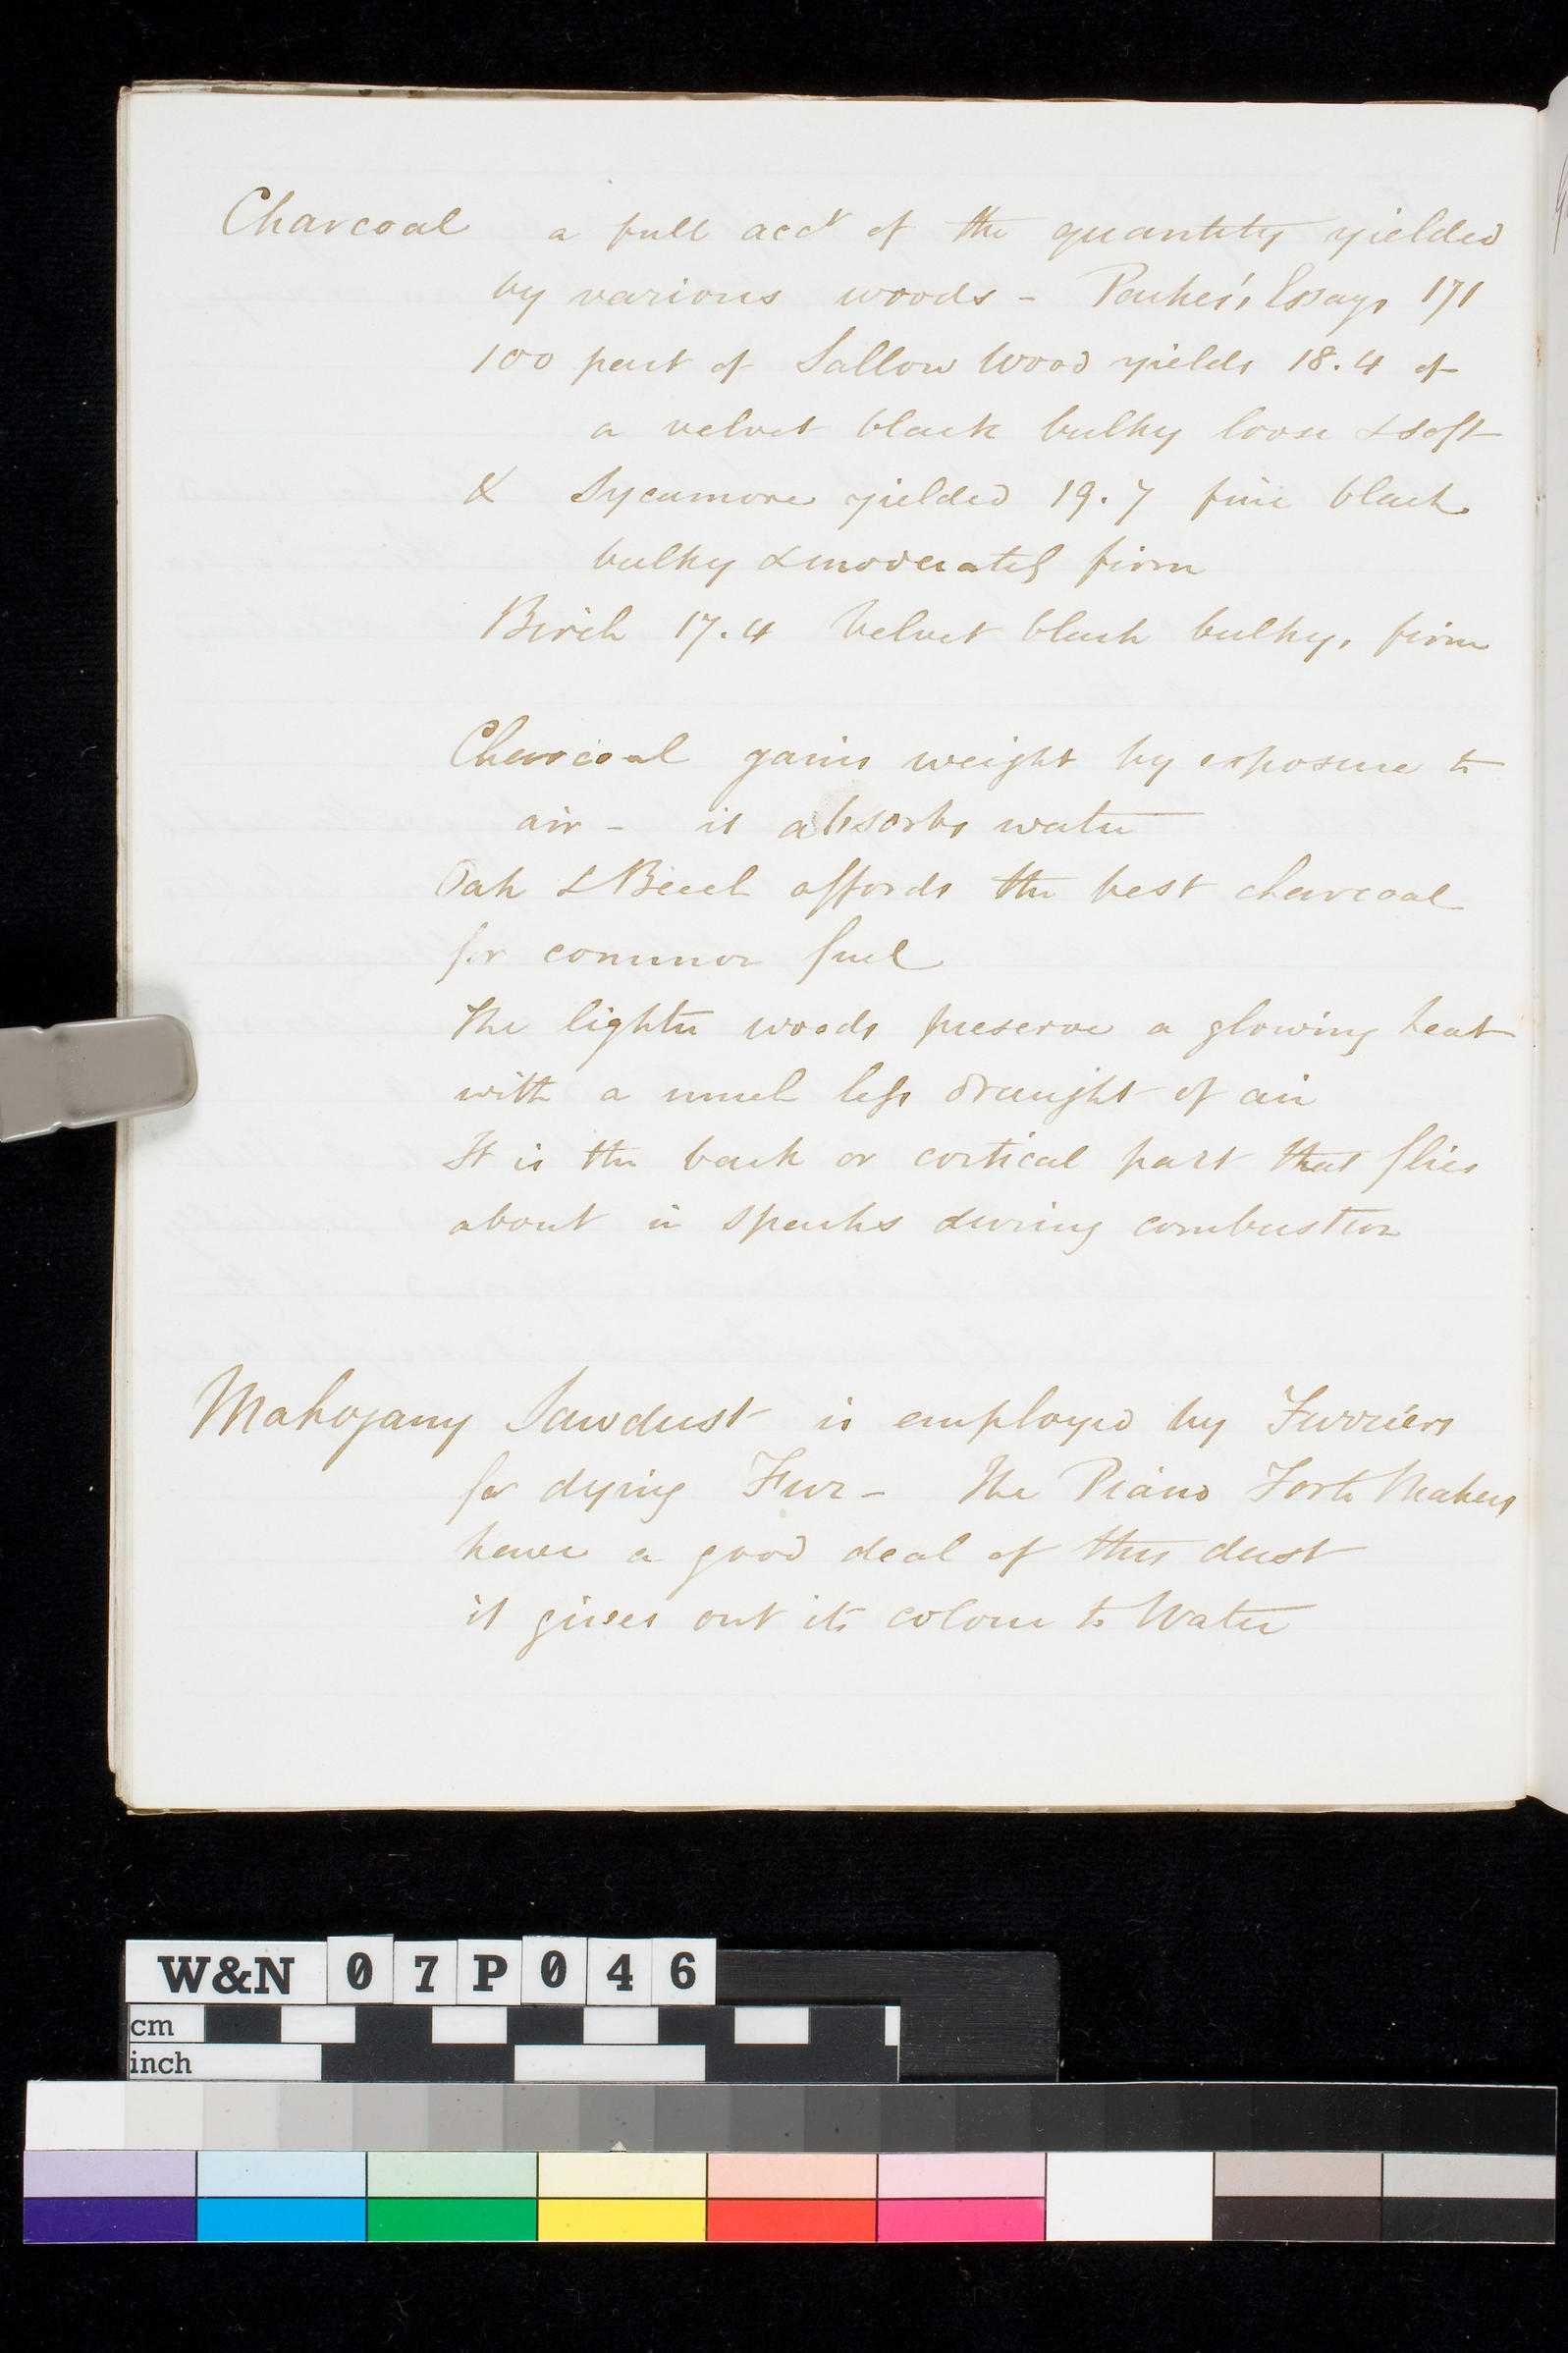 Charcoal a full acct of the quantity yielded
by various woods - Parkes's Essays 171
100 part of Sallow Wood yields 18.4 of
a velvet black bulky loose & soft
& Sycamore yielded 19.7 fine black
bulky & moderately firm
Birch 17.4 Velvet black bulky, firm
Charcoal gains weight by exposure to
air - it absorbs water
Oak & Beech affords the best charcoal
for common fuel
The lighter woods preserve a glowing heat
with a much less draught of air
It is the bark or cortical part that flies
about in sparks during combustion
Mahogany Sawdust is employed by Furriers
for dying Fur - The Piano Forte Makers
have a good deal of this dust
it gives out its colour to Water
W&N 07P046
cm
inch